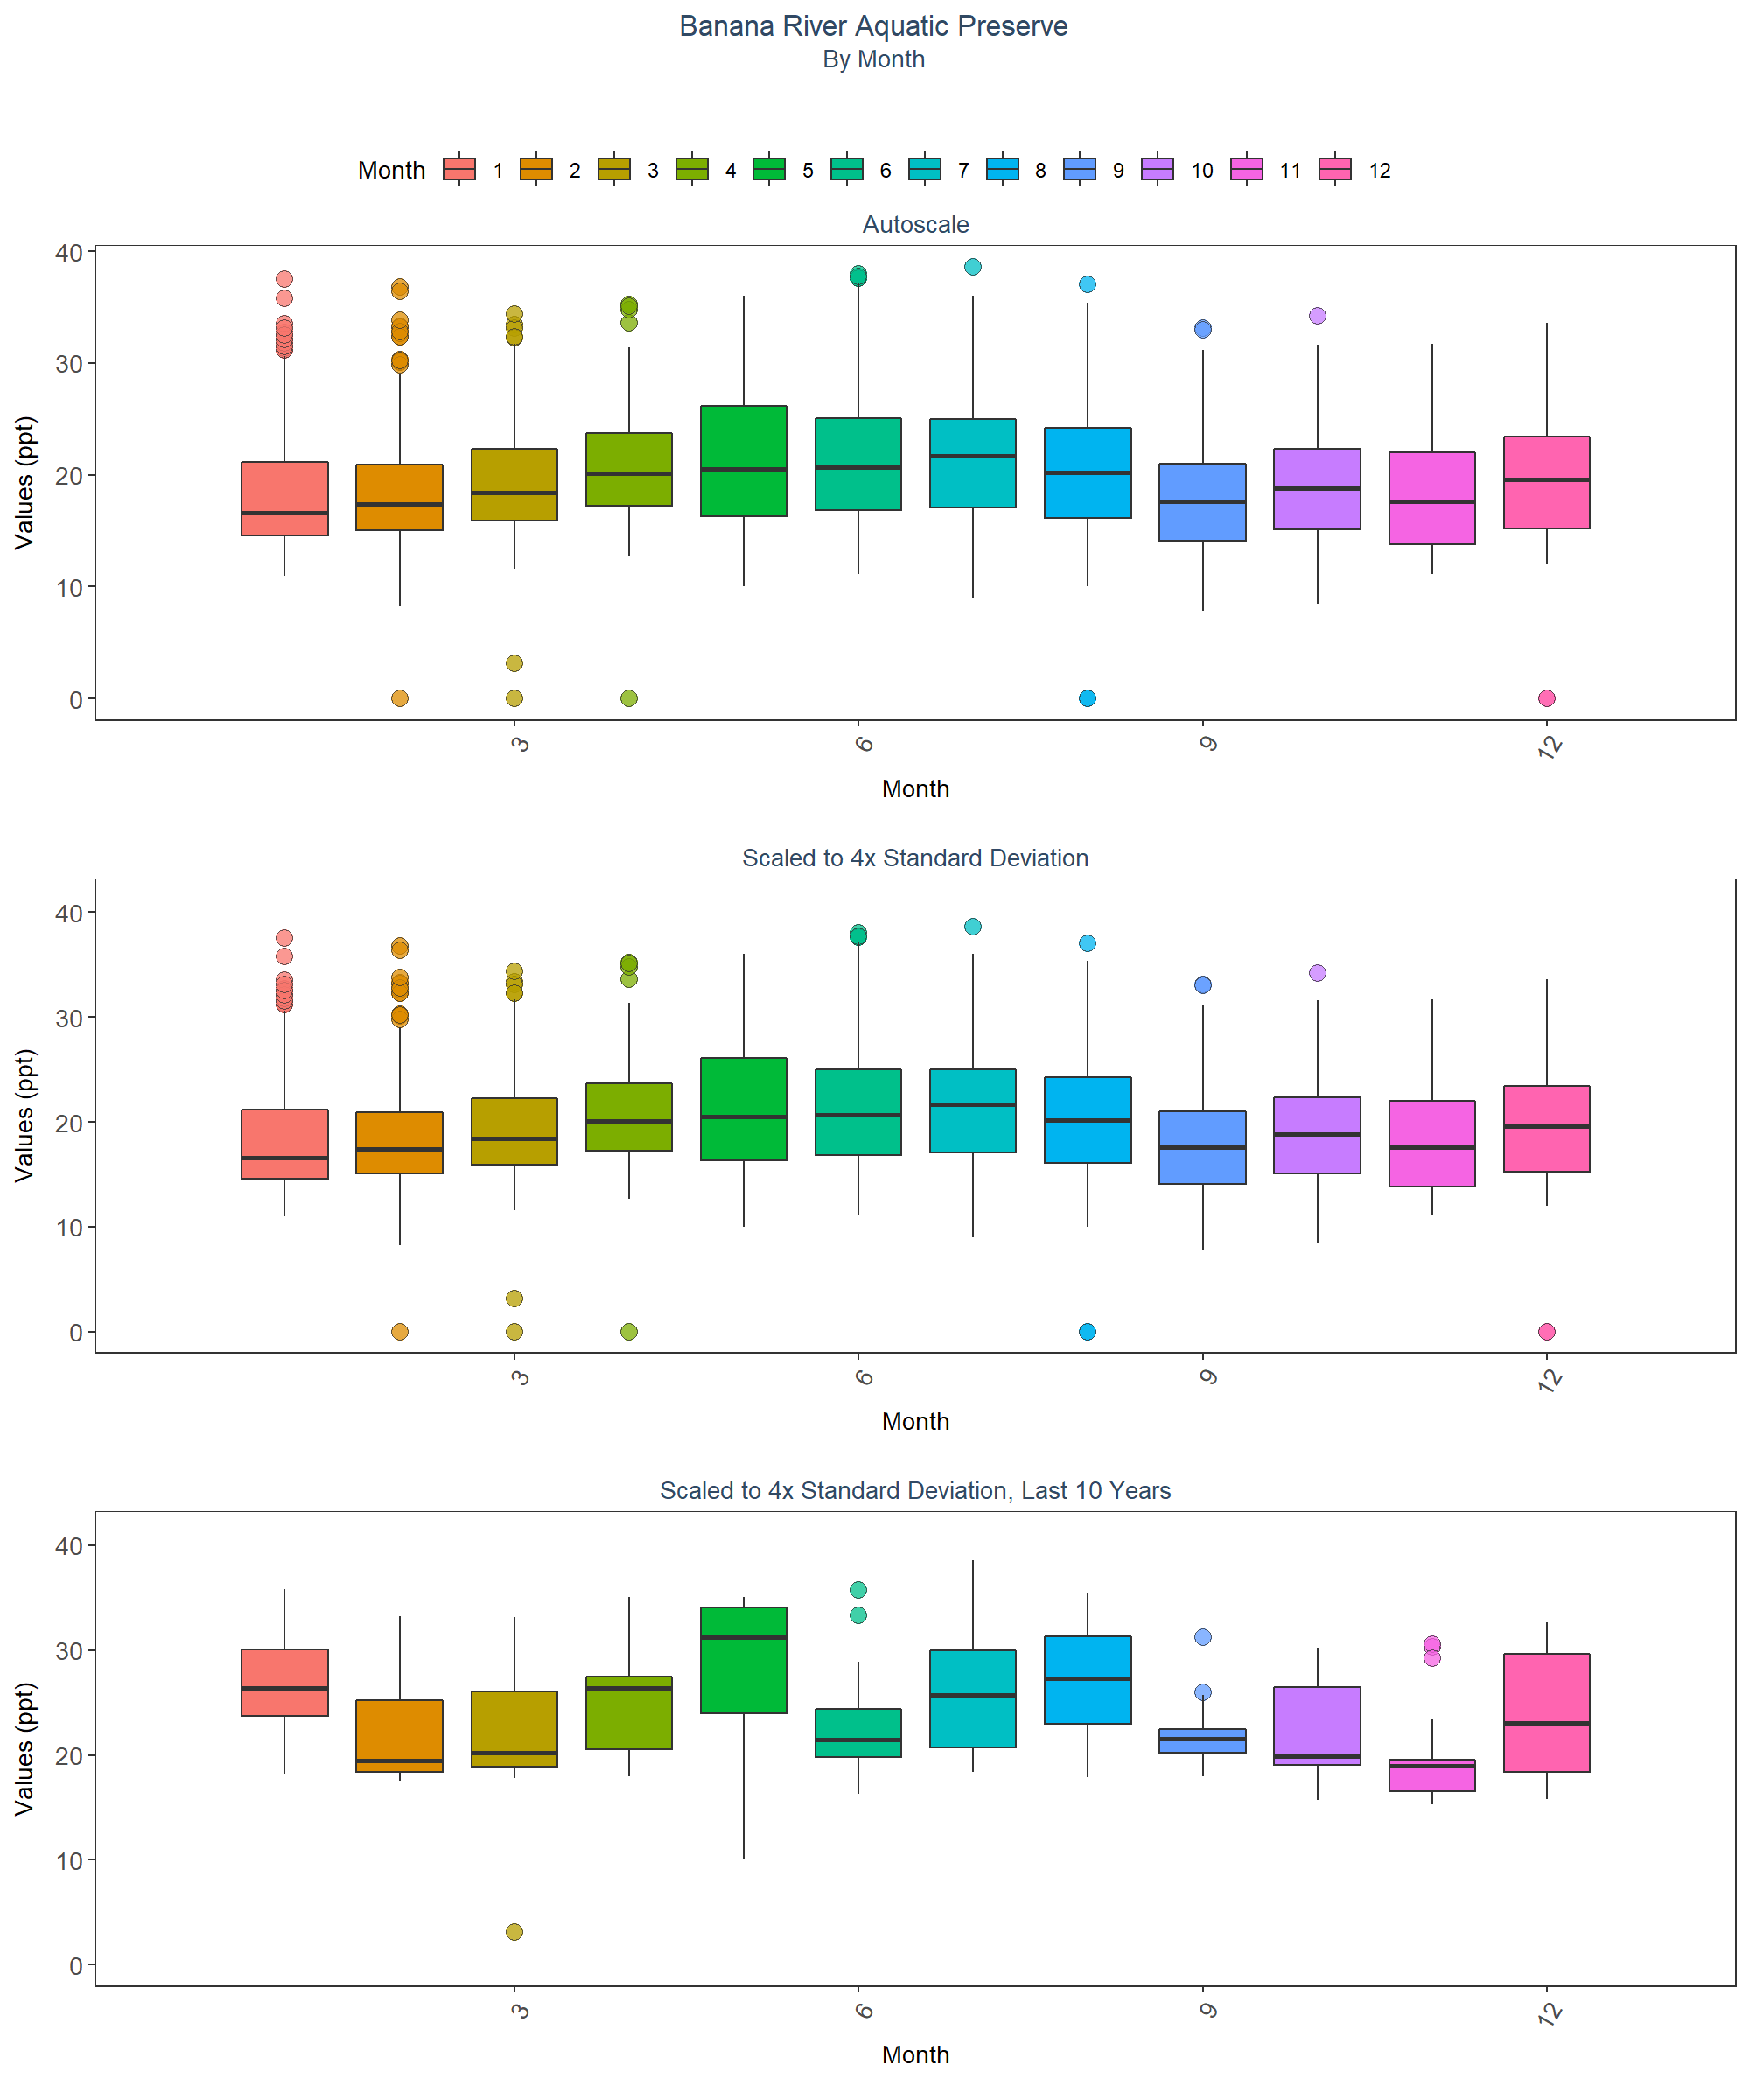 Banana River Aquatic Preserve
By Month
Month 1 2 3 4 5 6 7 8 9 10 11 12
Autoscale
40
30
20
10
0
Values (ppt)
3 6 9 12
Month
Scaled to 4x Standard Deviation
40
30
20
10
0
Values (ppt)
3 6 9 12
Month
Scaled to 4x Standard Deviation, Last 10 Years
40
30
20
10
0
Values (ppt)
3 6 9 12
Month